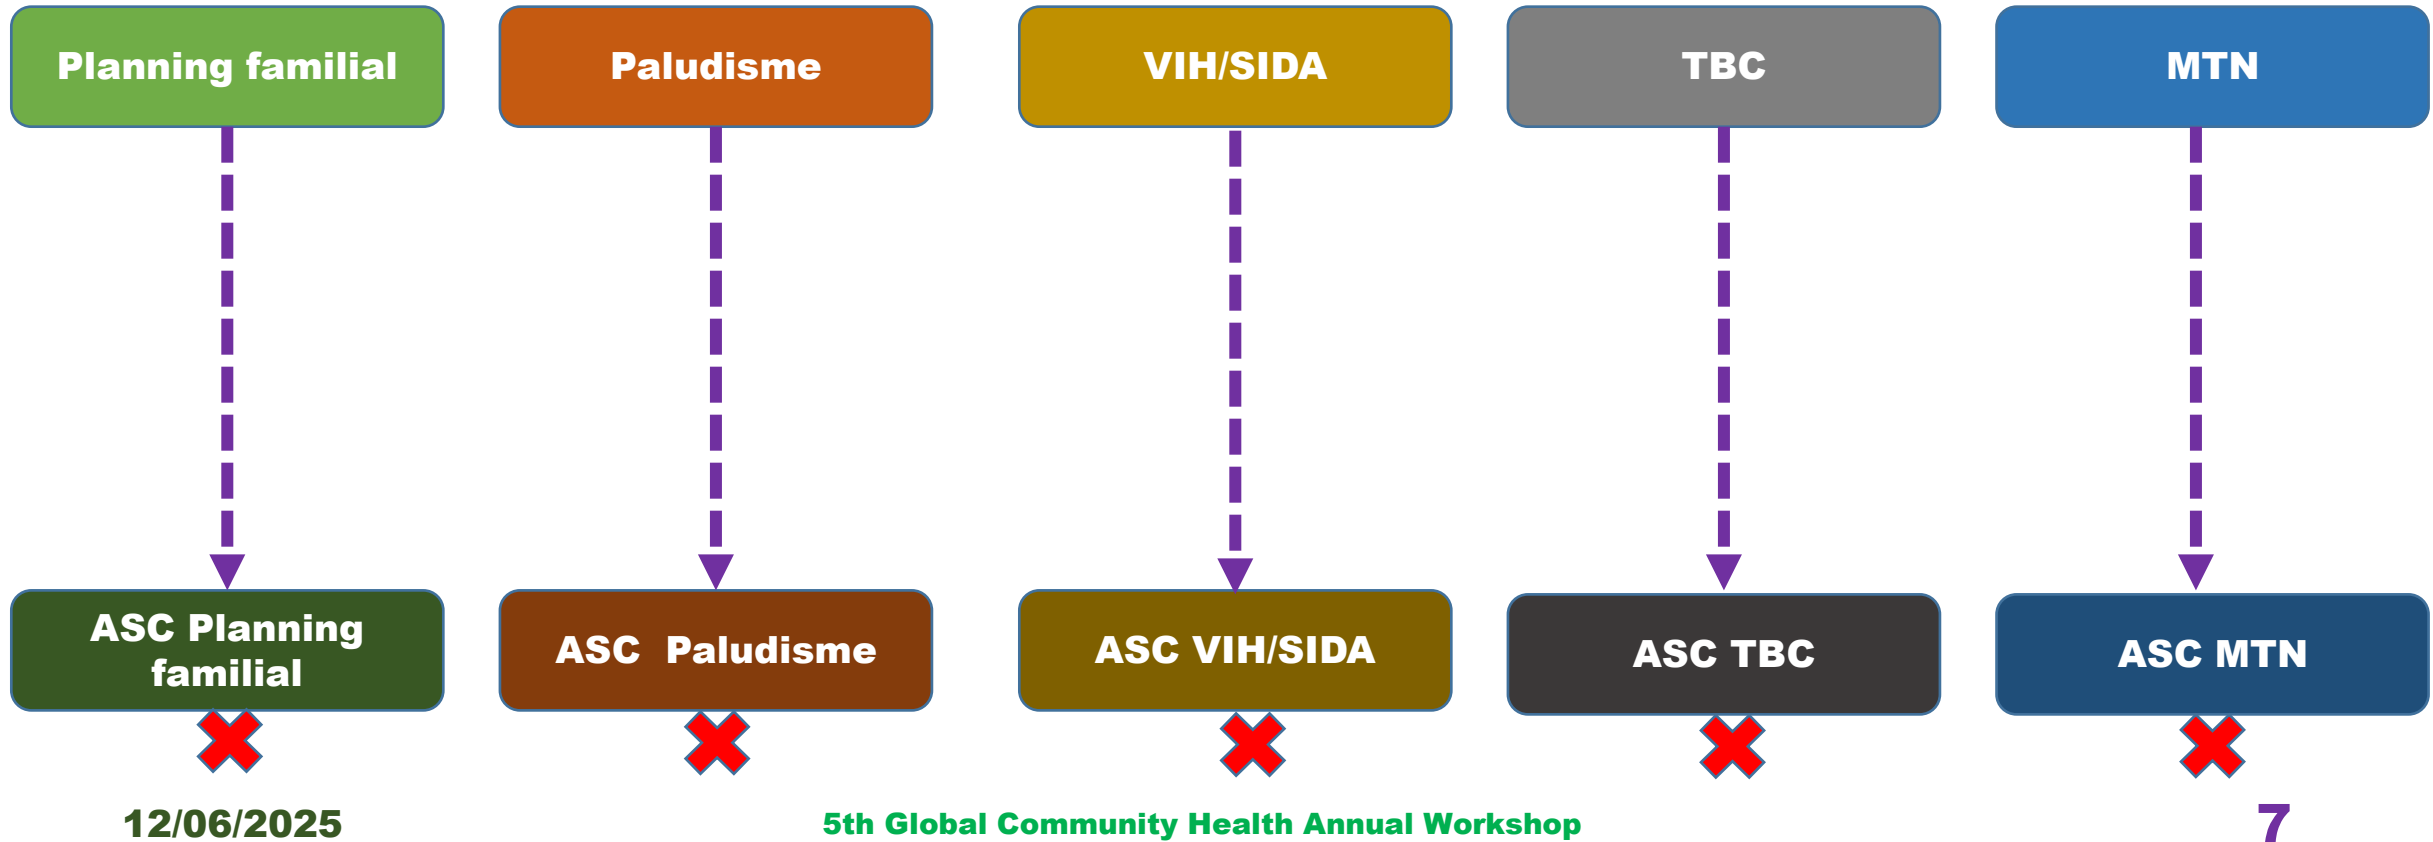 Planning familial
Paludisme
VIH/SIDA
TBC
MTN
ASC Planning
familial
ASC Paludisme
ASC VIH/SIDA
ASC TBC
ASC MTN
12/06/2025
5th Global Community Health Annual Workshop
7